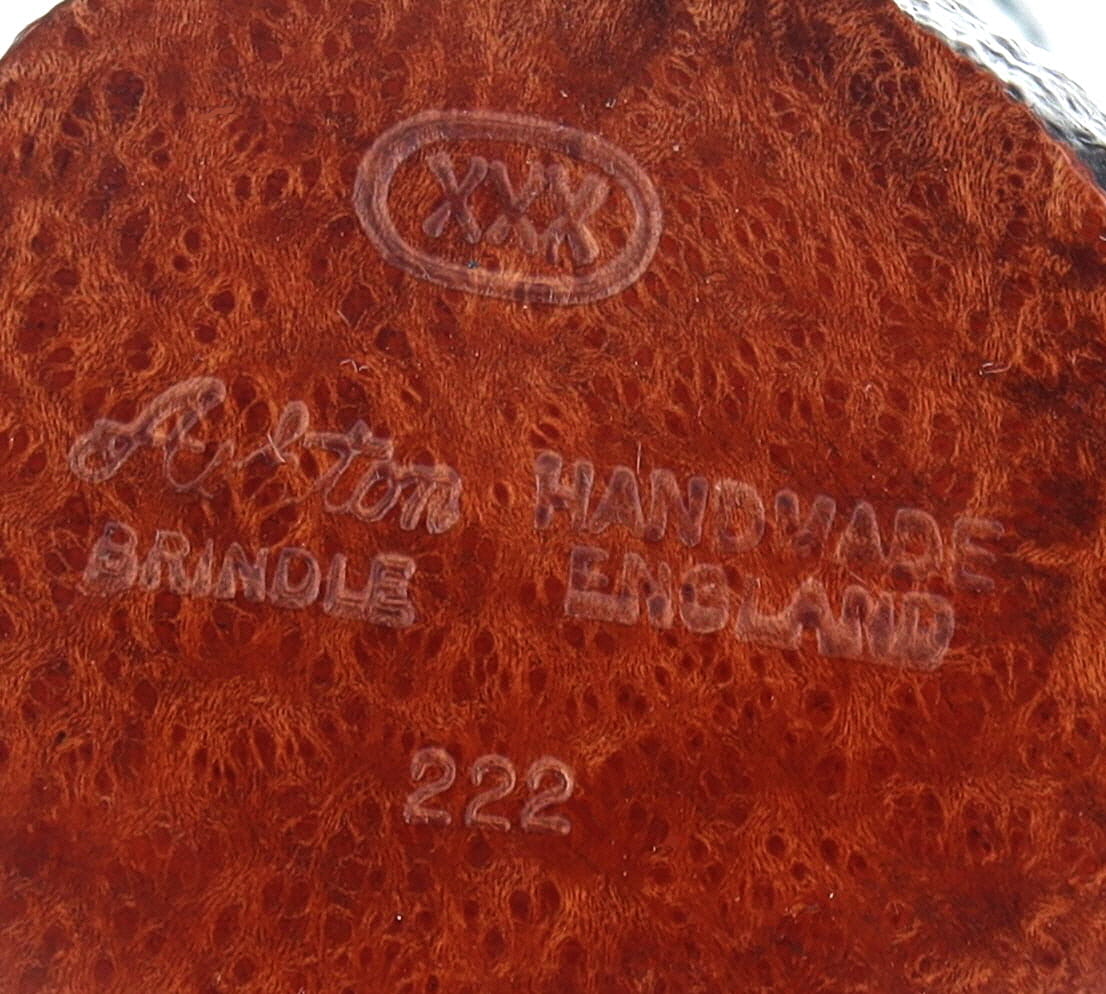 XXX
Ashton HANDMADE
BRINDLE ENGLAND
222